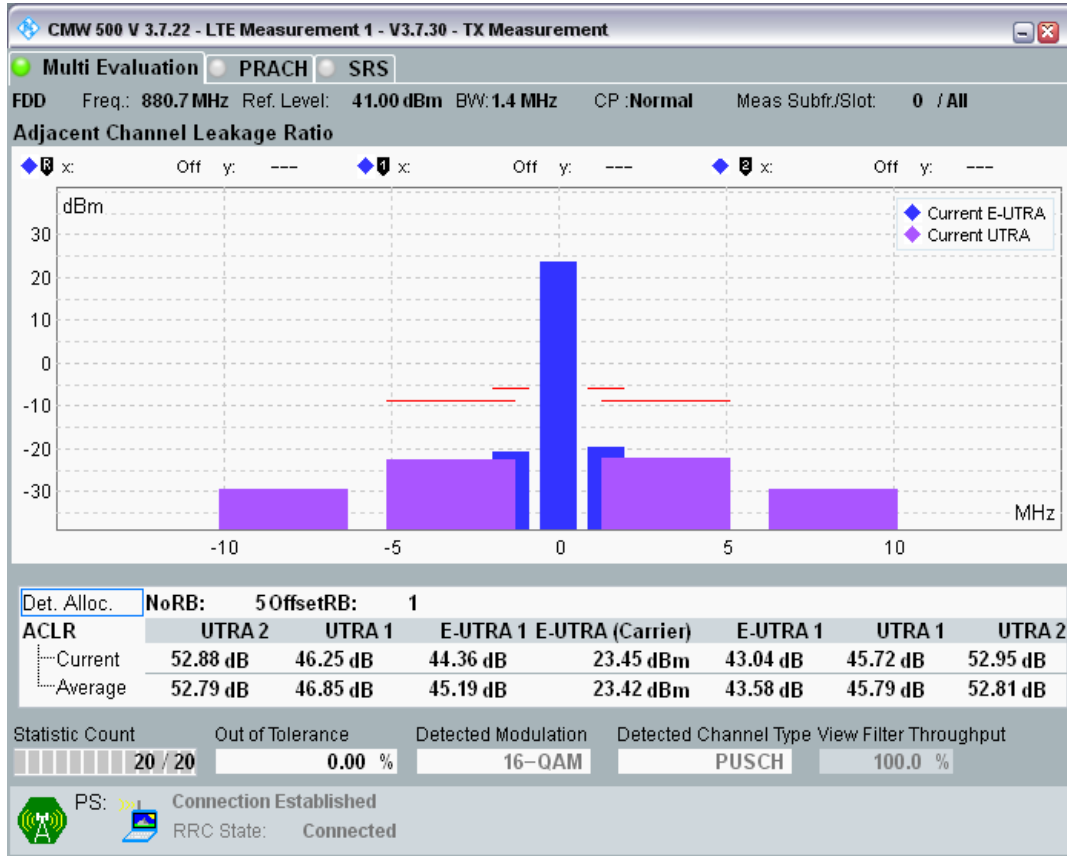 CMW 500 V 3.7.22 - LTE Measurement 1 - V3.7.30 - TX Measurement
Multi Evaluation PRACH SRS
FDD Freq.: 880.7 MHz Ref. Level: 41.00 dBm BW: 1.4 MHz CP :Normal Meas Subfr./Slot: 0 / All
Adjacent Channel Leakage Ratio
R x: Off y: --- 1 x: Off y: --- 2 x: Off y: ---
dBm
Current E-UTRA
Current UTRA
30
20
10
0
-10
-20
-30
MHz
-10 -5 0 5 10
Det. Alloc. NoRB: 5 OffsetRB: 1
ACLR UTRA 2 UTRA 1 E-UTRA 1 E-UTRA (Carrier) E-UTRA 1 UTRA 1 UTRA 2
Current 52.88 dB 46.25 dB 44.36 dB 23.45 dBm 43.04 dB 45.72 dB 52.95 dB
Average 52.79 dB 46.85 dB 45.19 dB 23.42 dBm 43.58 dB 45.79 dB 52.81 dB
Statistic Count Out of Tolerance Detected Modulation Detected Channel Type View Filter Throughput
20 / 20 0.00 % 16-QAM PUSCH 100.0 %
PS: Connection Established
RRC State: Connected